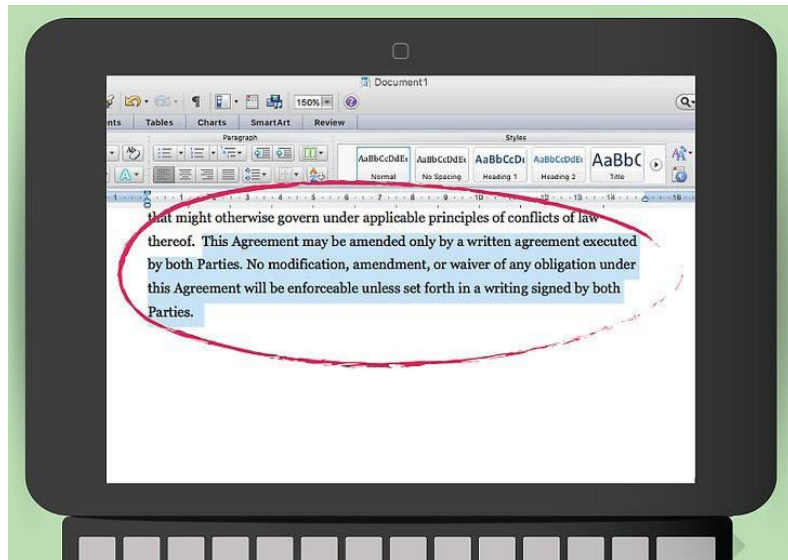 Document1
150%
Tables Charts SmartArt Review
Paragraph
Styles
AaBbCcDdEe AaBbCcDdEe AaBbCcDc AaBbCcDdEe AaBbC
Normal No Spacing Heading 1 Heading 2 Title
that might otherwise govern under applicable principles of conflicts of law
thereof. This Agreement may be amended only by a written agreement executed
by both Parties. No modification, amendment, or waiver of any obligation under
this Agreement will be enforceable unless set forth in a writing signed by both
Parties.